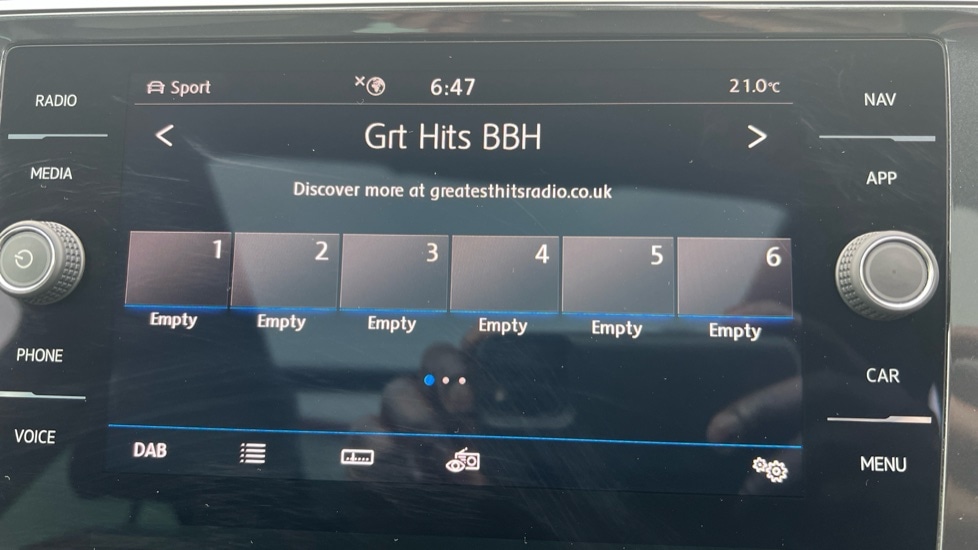 RADIO
MEDIA
PHONE
VOICE
Sport
6:47
21.0°C
Grt Hits BBH
Discover more at greatesthitsradio.co.uk
1 2 3 4 5 6
Empty Empty Empty Empty Empty Empty
DAB
NAV
APP
CAR
MENU